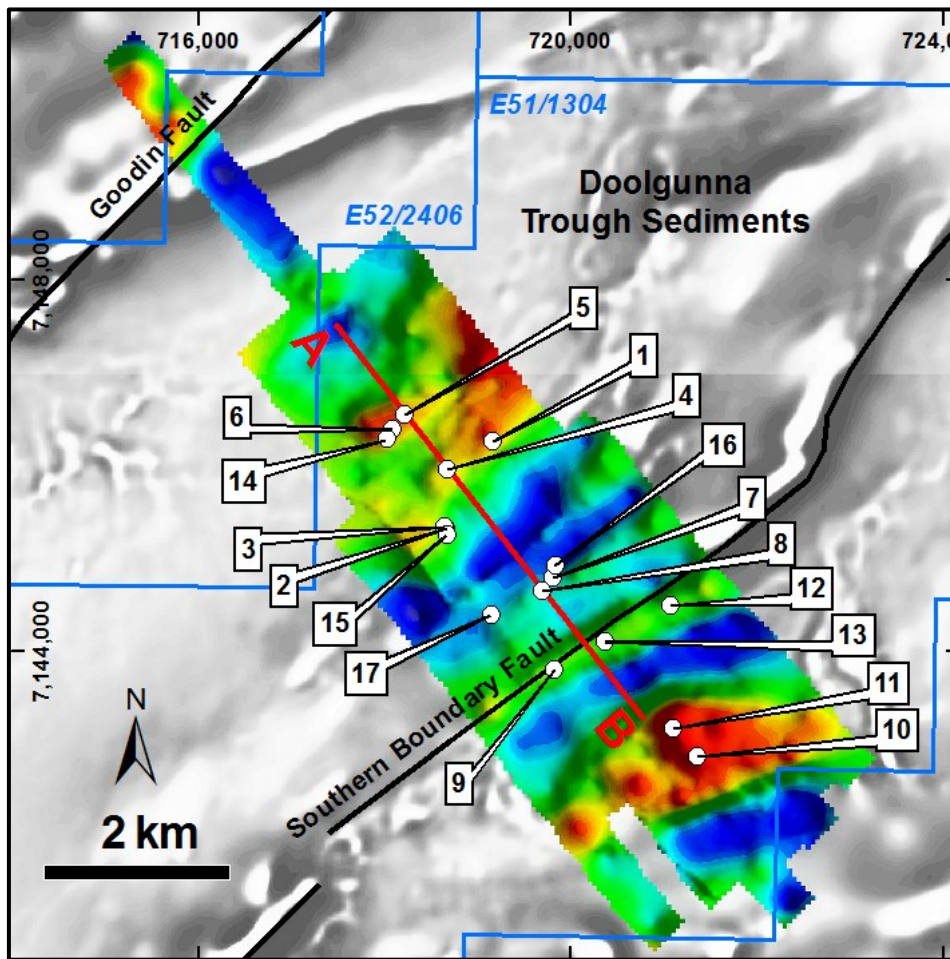 716,000
720,000
724,0
E51/1304
Goodin Fault
Doolgunna
Trough Sediments
E52/2406
7,148,000
A
5
1
6
4
14
16
3
7
2
8
15
12
17
13
7,144,000
Southern Boundary Fault
11
B
10
9
N
2 km